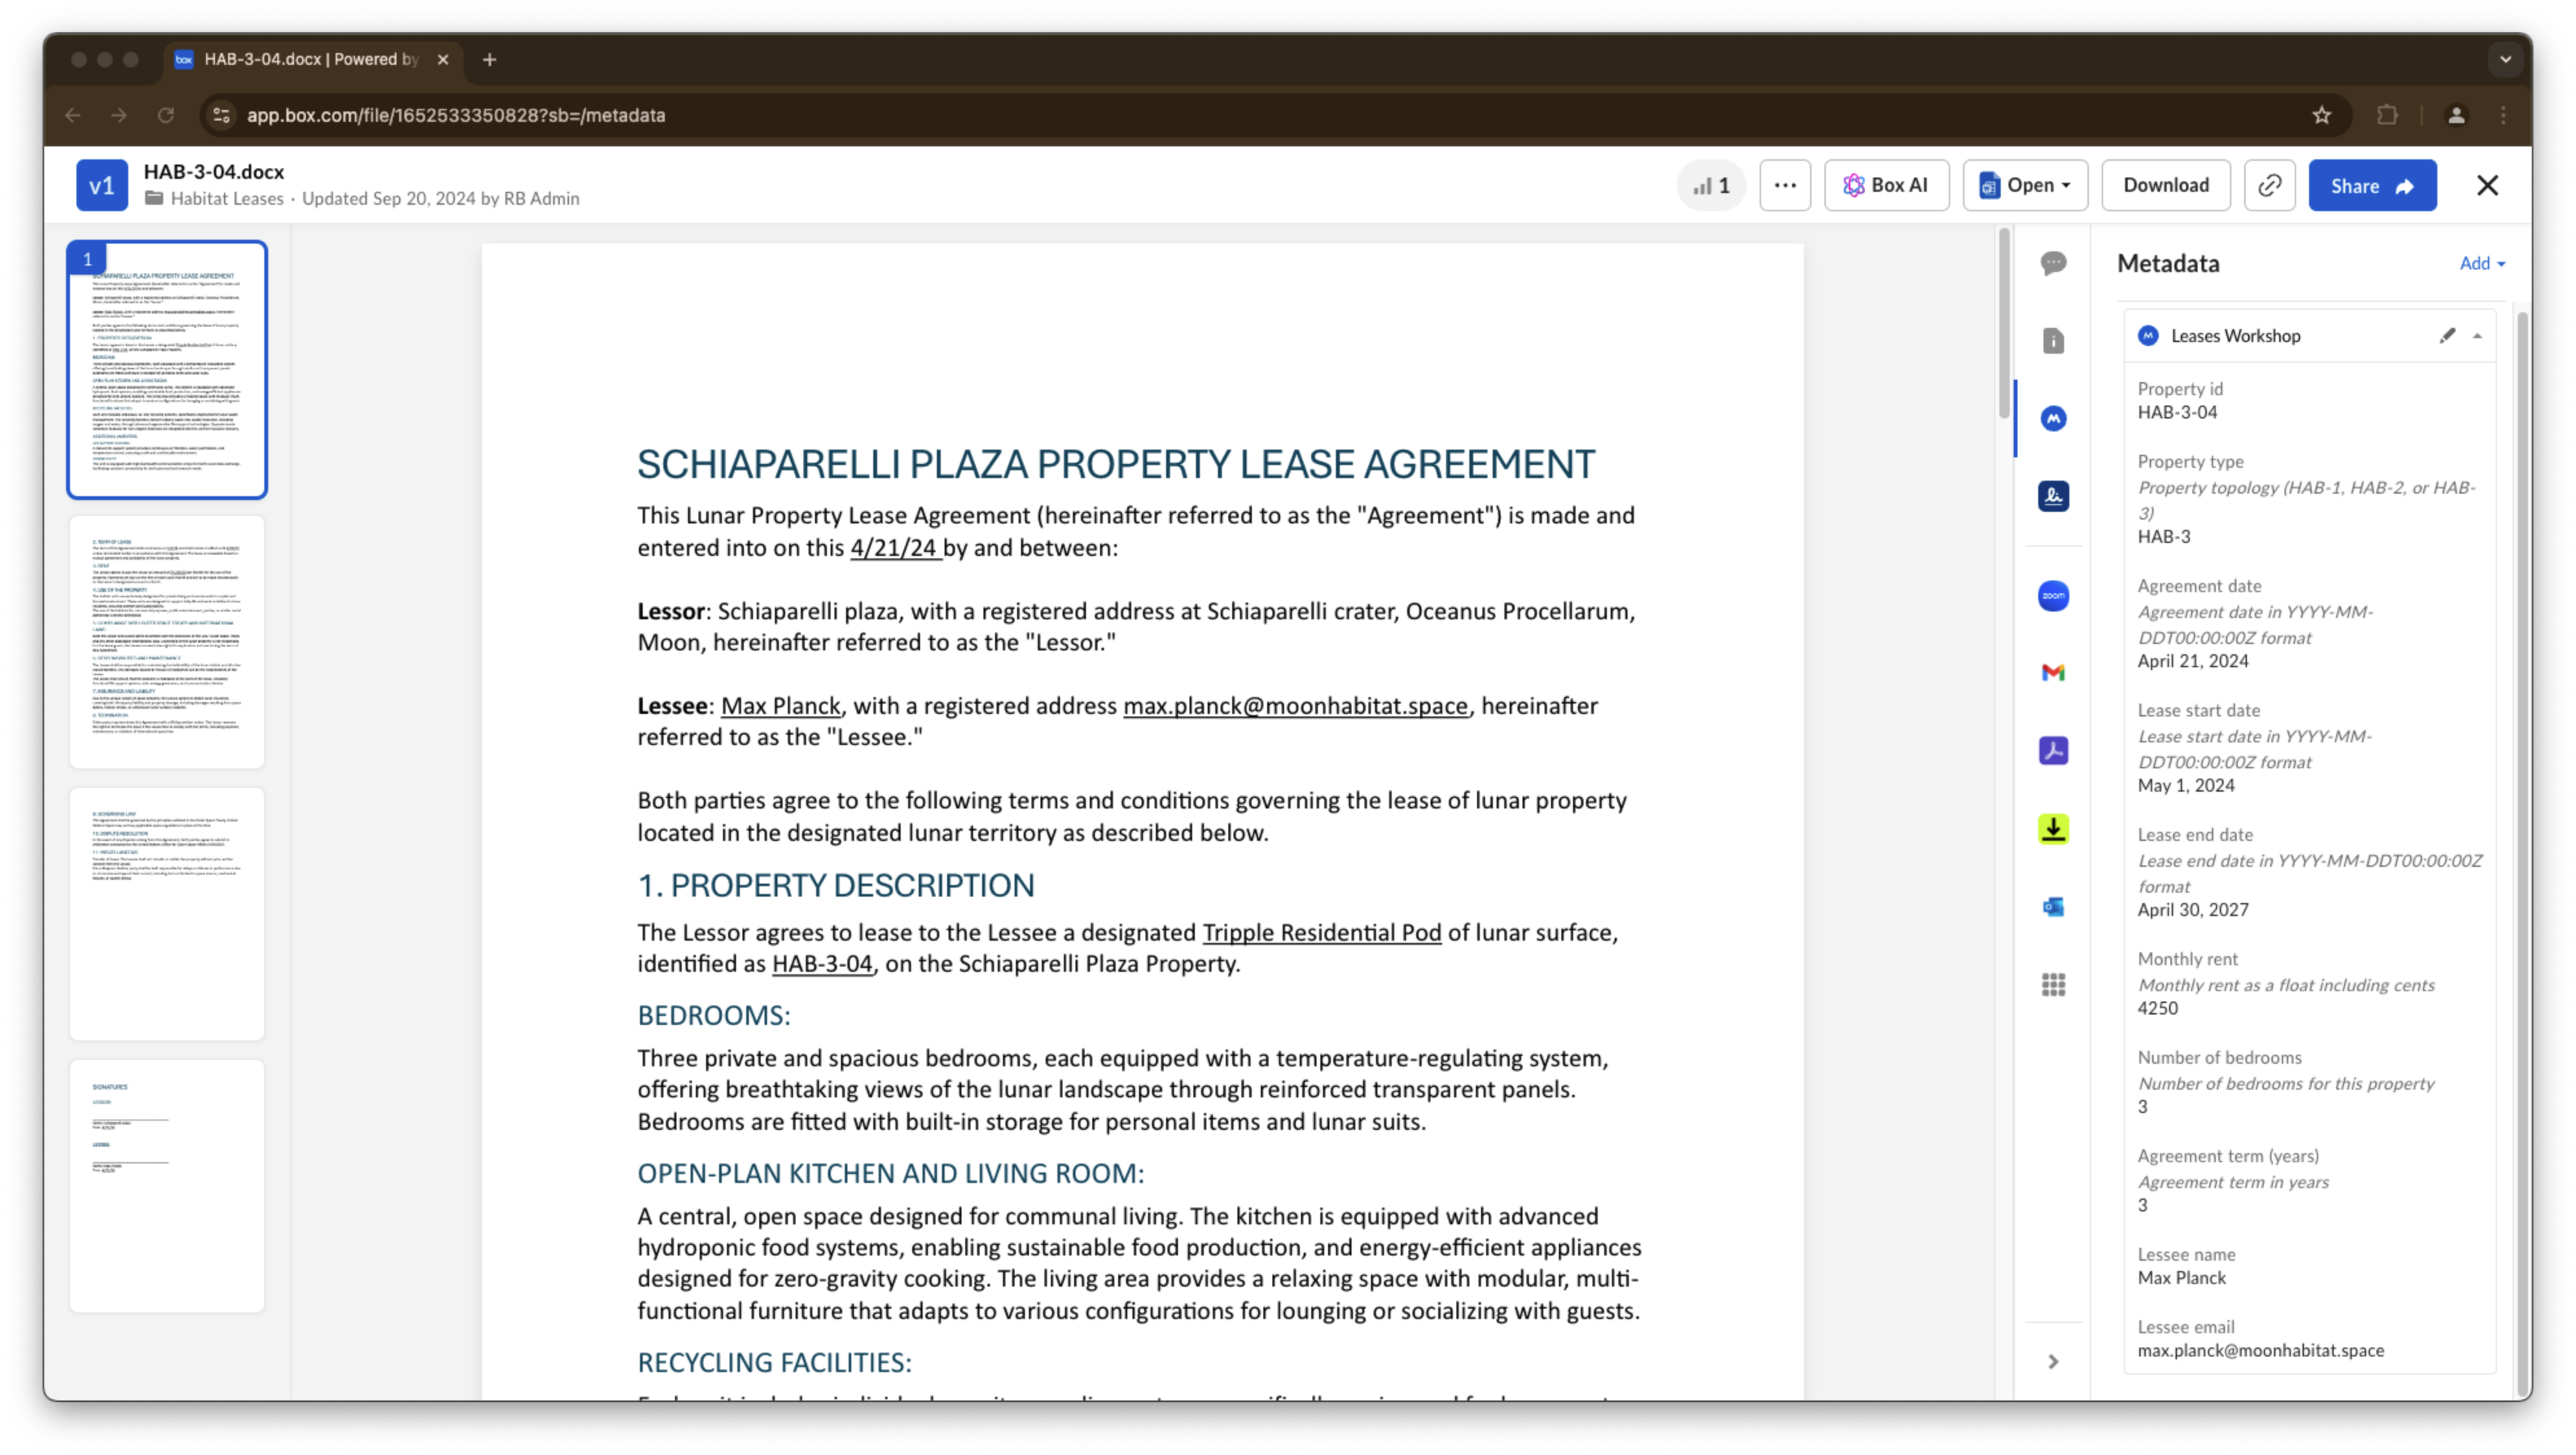 box HAB-3-04.docx | Powered by
app.box.com/file/1652533350828?sb=/metadata
v1
HAB-3-04.docx
Habitat Leases · Updated Sep 20, 2024 by RB Admin
1
Box AI
Open
Download
Share
1
SCHIAPARELLI PLAZA PROPERTY LEASE AGREEMENT
This Lunar Property Lease Agreement (hereinafter referred to as the "Agreement") is made and
entered into on this 4/21/24 by and between:
Lessor: Schiaparelli plaza, with a registered address at Schiaparelli crater, Oceanus Procellarum,
Moon, hereinafter referred to as the "Lessor."
Lessee: Max Planck, with a registered address max.planck@moonhabitat.space, hereinafter
referred to as the "Lessee."
Both parties agree to the following terms and conditions governing the lease of lunar property
located in the designated lunar territory as described below.
1. PROPERTY DESCRIPTION
The Lessor agrees to lease to the Lessee a designated Tripple Residential Pod of lunar surface,
identified as HAB-3-04, on the Schiaparelli Plaza Property.
BEDROOMS:
Three private and spacious bedrooms, each equipped with a temperature-regulating system,
offering breathtaking views of the lunar landscape through reinforced transparent panels.
Bedrooms are fitted with built-in storage for personal items and lunar suits.
OPEN-PLAN KITCHEN AND LIVING ROOM:
A central, open space designed for communal living. The kitchen is equipped with advanced
hydroponic food systems, enabling sustainable food production, and energy-efficient appliances
designed for zero-gravity cooking. The living area provides a relaxing space with modular, multi-
functional furniture that adapts to various configurations for lounging or socializing with guests.
RECYCLING FACILITIES:
zoom
Metadata
Add
Leases Workshop
Property id
HAB-3-04
Property type
Property topology (HAB-1, HAB-2, or HAB-
3)
HAB-3
Agreement date
Agreement date in YYYY-MM-
DDT00:00:00Z format
April 21, 2024
Lease start date
Lease start date in YYYY-MM-
DDT00:00:00Z format
May 1, 2024
Lease end date
Lease end date in YYYY-MM-DDT00:00:00Z
format
April 30, 2027
Monthly rent
Monthly rent as a float including cents
4250
Number of bedrooms
Number of bedrooms for this property
3
Agreement term (years)
Agreement term in years
3
Lessee name
Max Planck
Lessee email
max.planck@moonhabitat.space